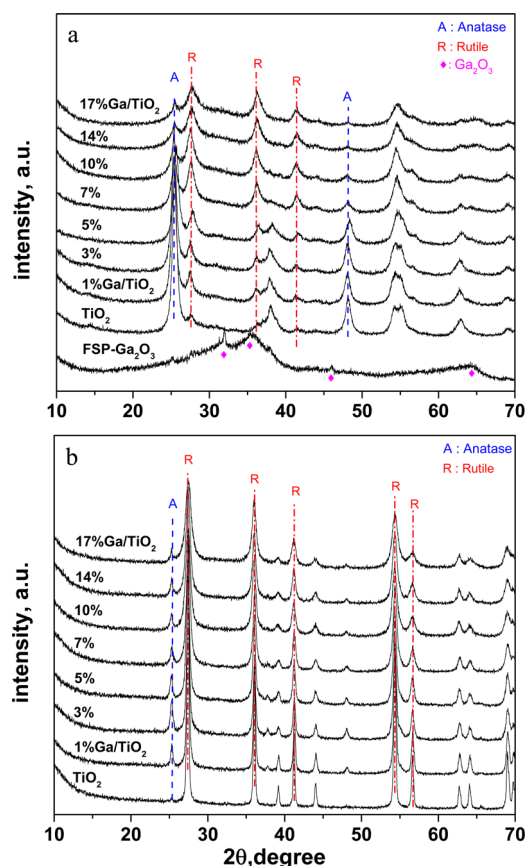 a
A : Anatase
R : Rutile
♦ : Ga₂O₃
A
R
R
R
A
17%Ga/TiO₂
14%
10%
7%
5%
3%
1%Ga/TiO₂
TiO₂
FSP-Ga₂O₃
intensity, a.u.
10 20 30 40 50 60 70
b
A : Anatase
R : Rutile
A
R
R
R
R
R
17%Ga/TiO₂
14%
10%
7%
5%
3%
1%Ga/TiO₂
TiO₂
intensity, a.u.
10 20 30 40 50 60 70
2θ,degree